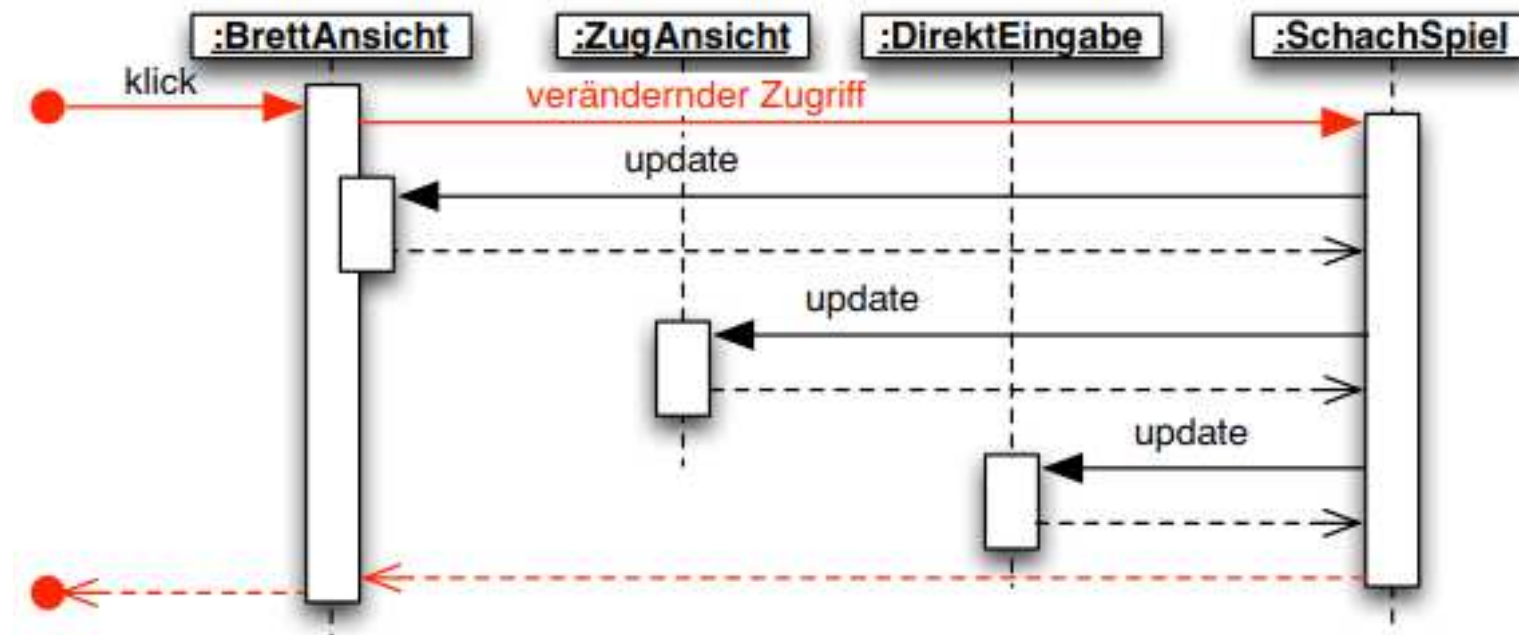 :BrettAnsicht
:ZugAnsicht
:DirektEingabe
:SchachSpiel
klick
verändernder Zugriff
update
update
update